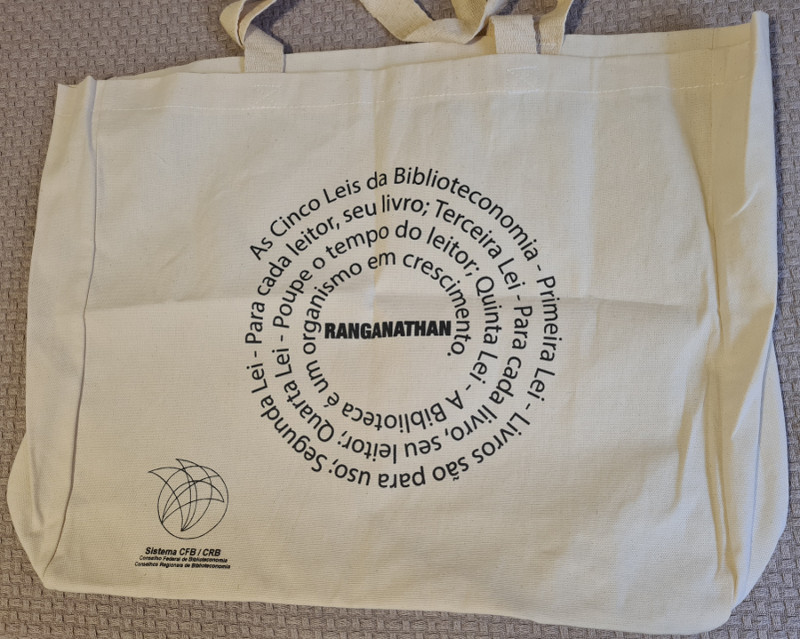 As Cinco Leis da Biblioteconomia - Primeira Lei - Livros são para uso; Segunda Lei - Para cada leitor, seu livro; Terceira Lei - Para cada livro, seu leitor; Quarta Lei - Poupe o tempo do leitor; Quinta Lei - A Biblioteca é um organismo em crescimento.
RANGANATHAN
Sistema CFB / CRB
Conselho Federal de Biblioteconomia
Conselhos Regionais de Biblioteconomia